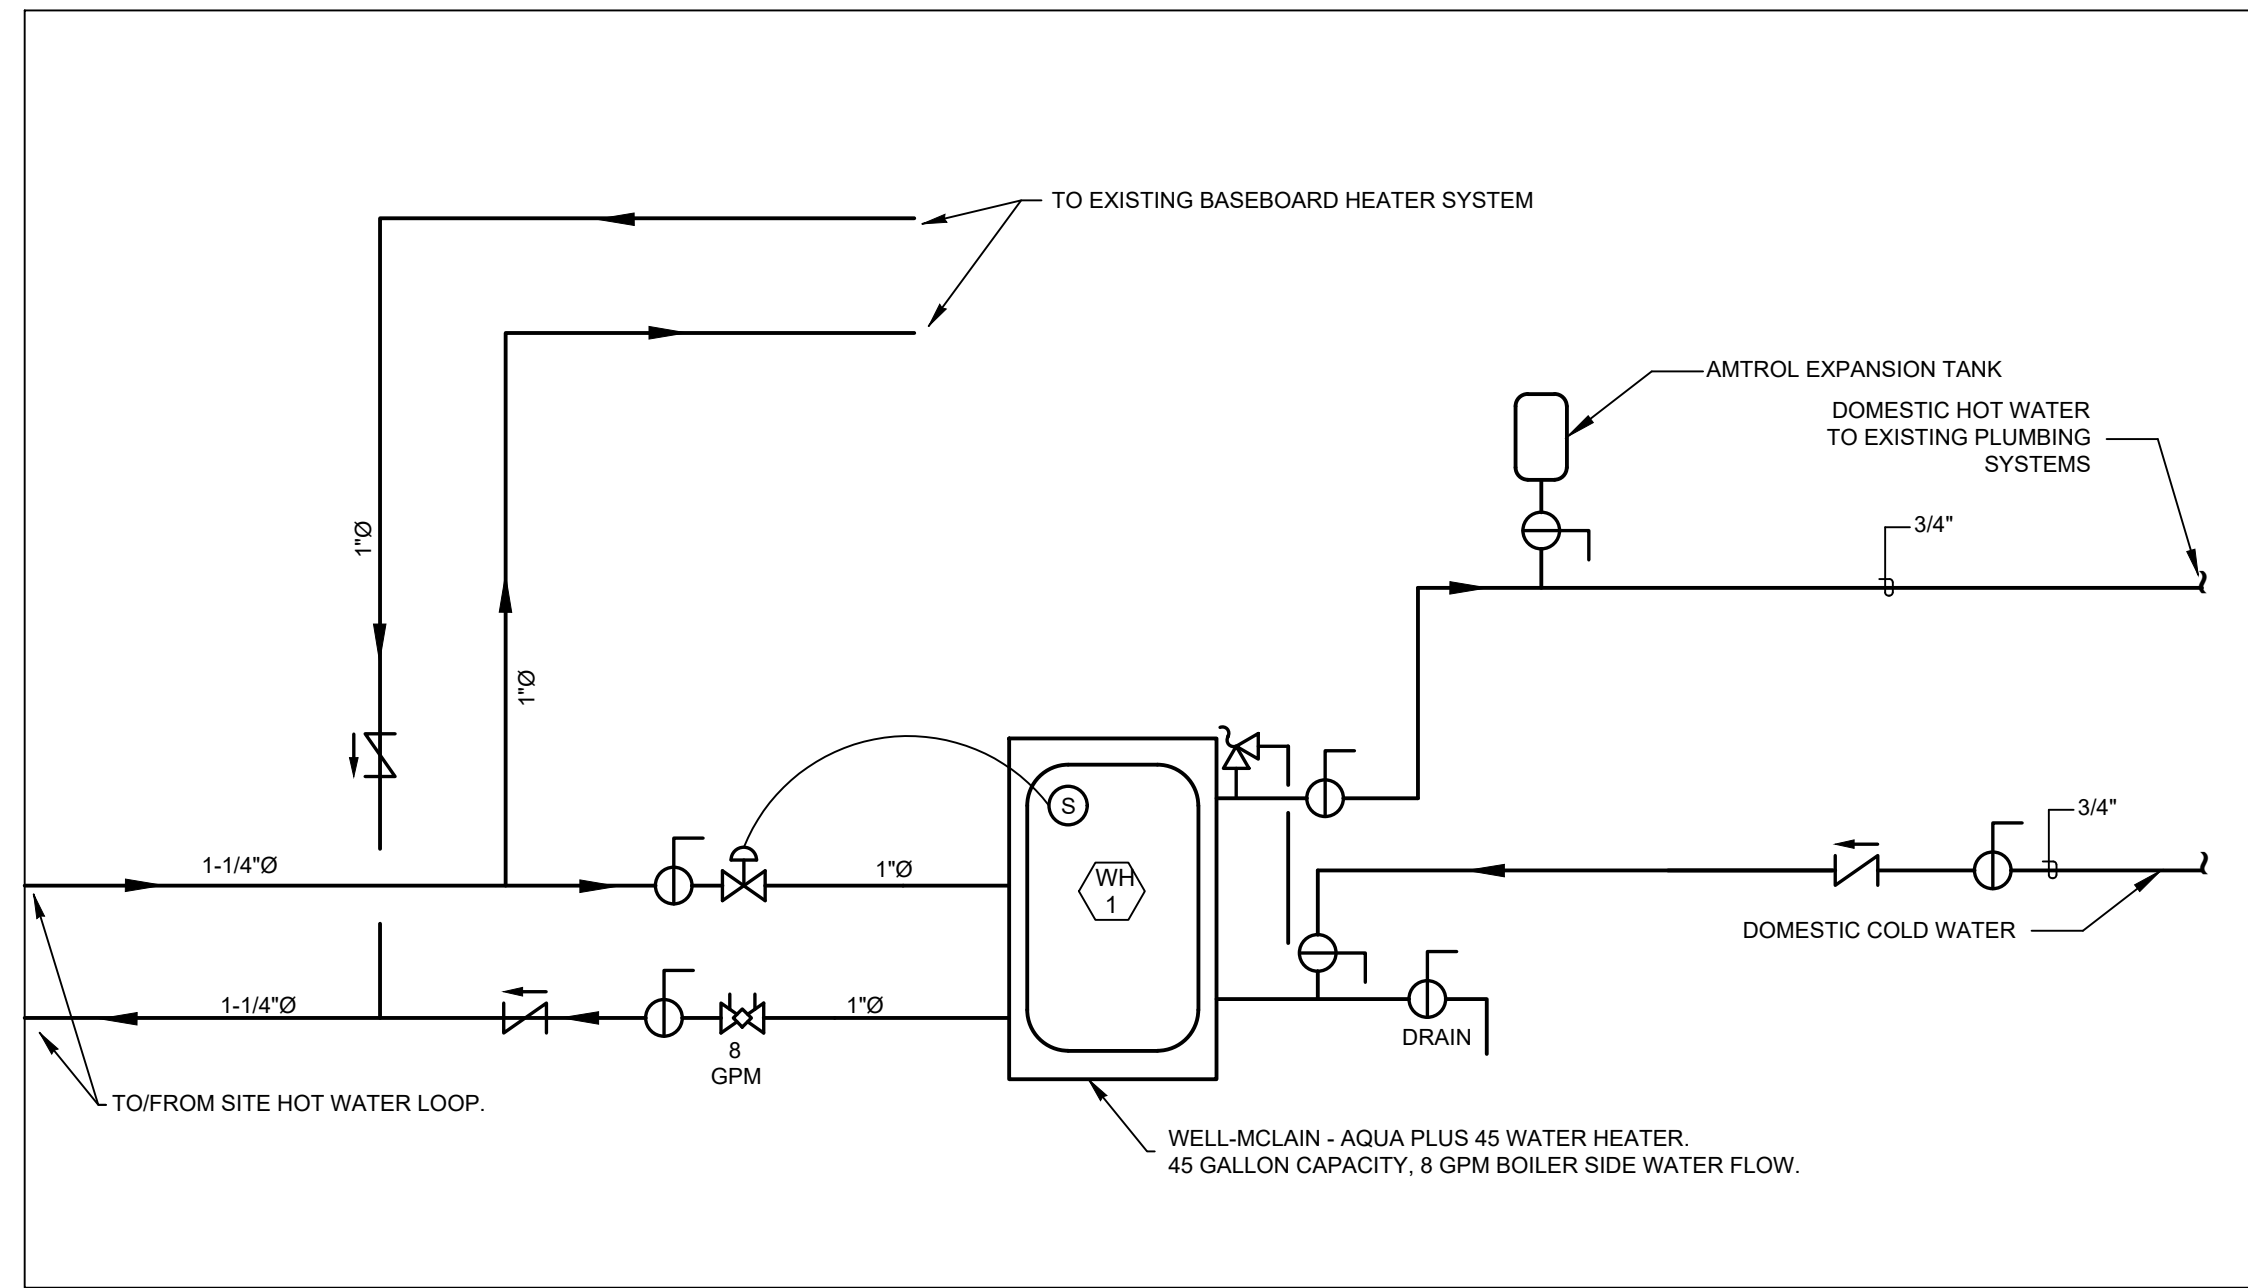 TO EXISTING BASEBOARD HEATER SYSTEM
AMTROL EXPANSION TANK
DOMESTIC HOT WATER
TO EXISTING PLUMBING
SYSTEMS
3/4"
1"Ø
1"Ø
S
3/4"
1-1/4"Ø
1"Ø
WH
1
DOMESTIC COLD WATER
1-1/4"Ø
1"Ø
8
GPM
DRAIN
TO/FROM SITE HOT WATER LOOP.
WELL-MCLAIN - AQUA PLUS 45 WATER HEATER.
45 GALLON CAPACITY, 8 GPM BOILER SIDE WATER FLOW.